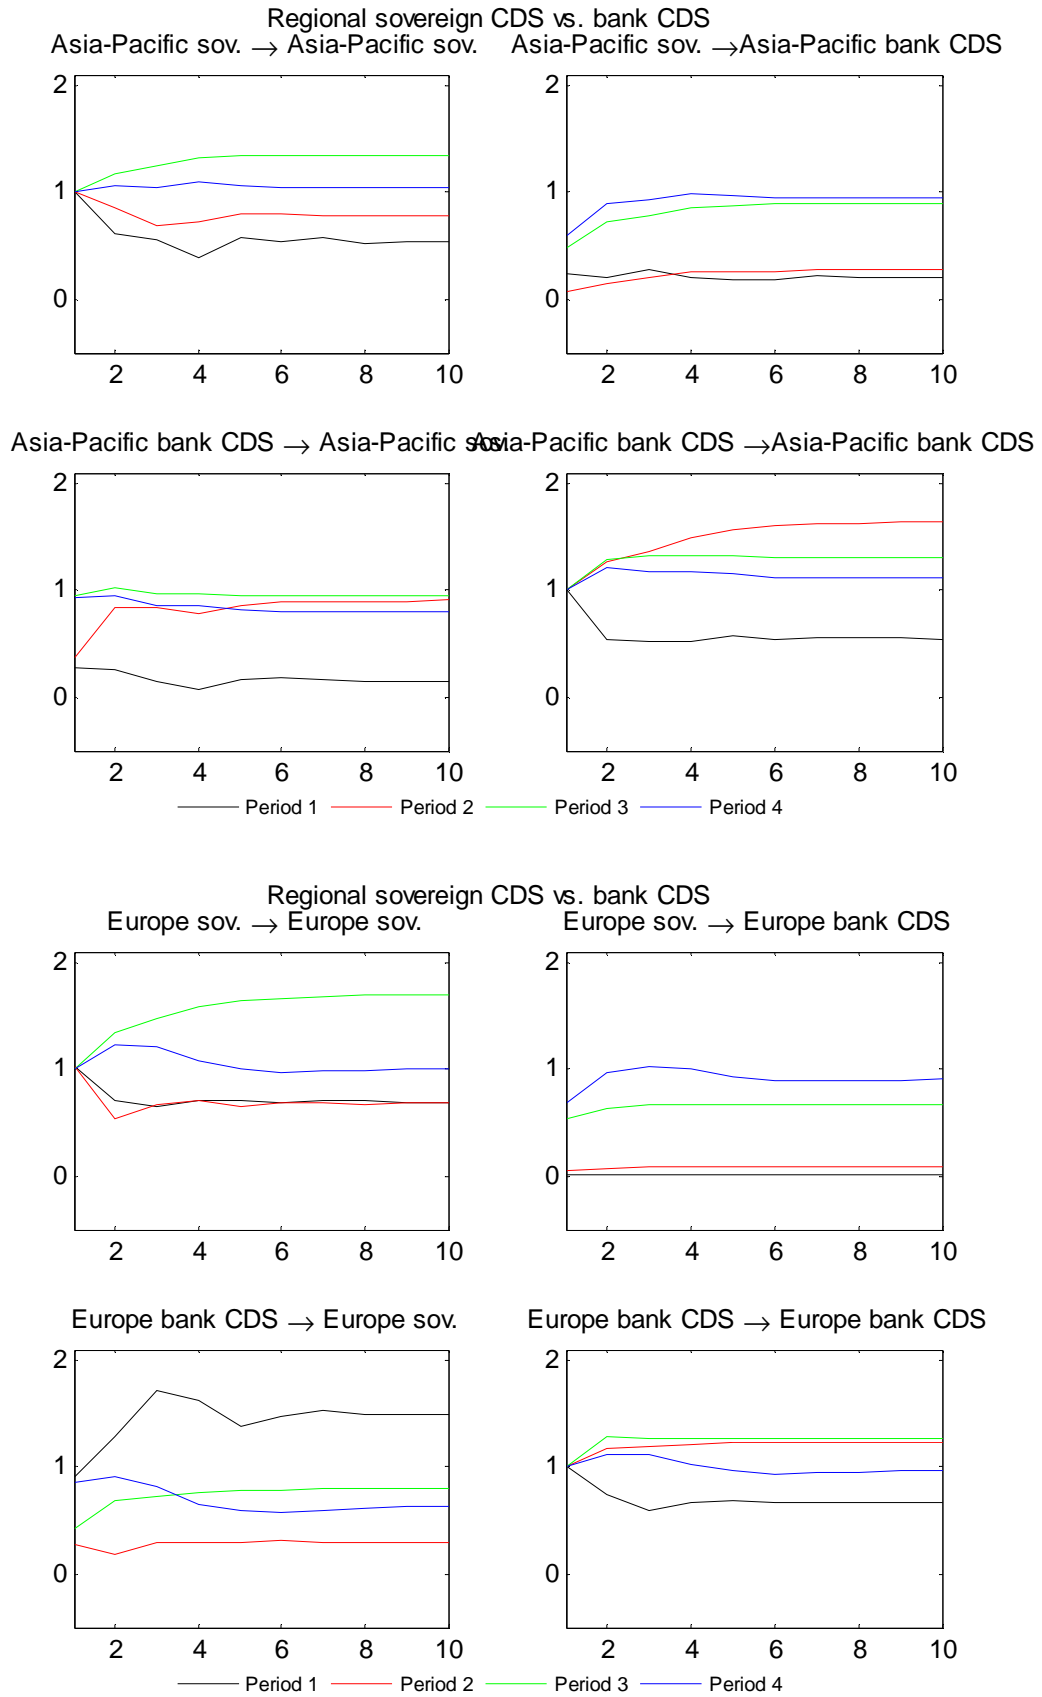 Regional sovereign CDS vs. bank CDS
Asia-Pacific sov. → Asia-Pacific sov.
Asia-Pacific sov. →Asia-Pacific bank CDS
2
1
0
2 4 6 8 10
2
1
0
2 4 6 8 10
Asia-Pacific bank CDS → Asia-Pacific sov.
Asia-Pacific bank CDS →Asia-Pacific bank CDS
2
1
0
2 4 6 8 10
2
1
0
2 4 6 8 10
Period 1 Period 2 Period 3 Period 4
Regional sovereign CDS vs. bank CDS
Europe sov. → Europe sov.
Europe sov. → Europe bank CDS
2
1
0
2 4 6 8 10
2
1
0
2 4 6 8 10
Europe bank CDS → Europe sov.
Europe bank CDS → Europe bank CDS
2
1
0
2 4 6 8 10
2
1
0
2 4 6 8 10
Period 1 Period 2 Period 3 Period 4